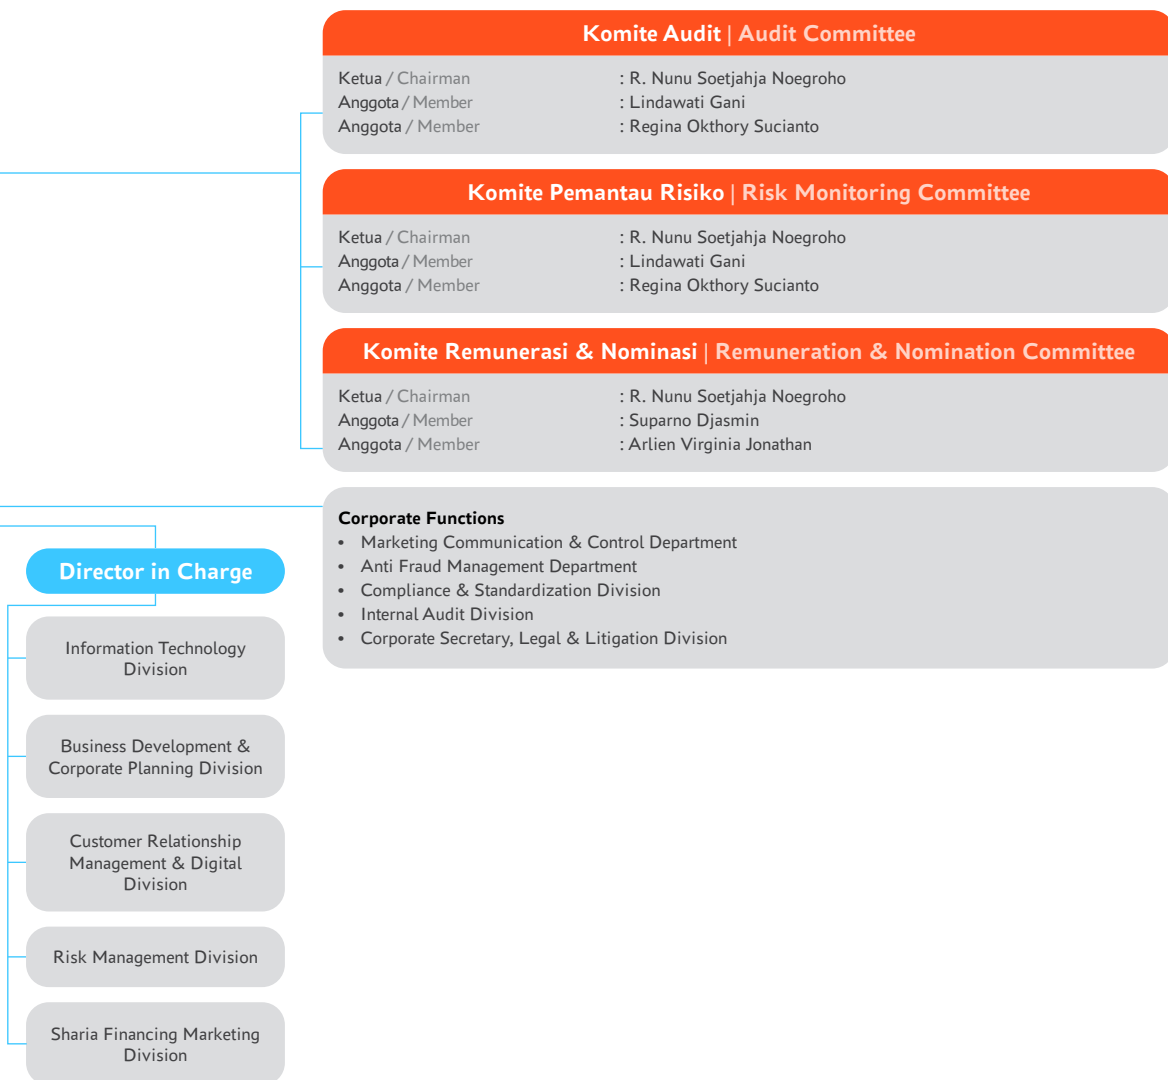 Komite Audit | Audit Committee
Ketua / Chairman : R. Nunu Soetjahja Noegroho
Anggota / Member : Lindawati Gani
Anggota / Member : Regina Okthory Sucianto
Komite Pemantau Risiko | Risk Monitoring Committee
Ketua / Chairman : R. Nunu Soetjahja Noegroho
Anggota / Member : Lindawati Gani
Anggota / Member : Regina Okthory Sucianto
Komite Remunerasi & Nominasi | Remuneration & Nomination Committee
Ketua / Chairman : R. Nunu Soetjahja Noegroho
Anggota / Member : Suparno Djasmin
Anggota / Member : Arlien Virginia Jonathan
Corporate Functions
• Marketing Communication & Control Department
• Anti Fraud Management Department
• Compliance & Standardization Division
• Internal Audit Division
• Corporate Secretary, Legal & Litigation Division
Director in Charge
Information Technology
Division
Business Development &
Corporate Planning Division
Customer Relationship
Management & Digital
Division
Risk Management Division
Sharia Financing Marketing
Division